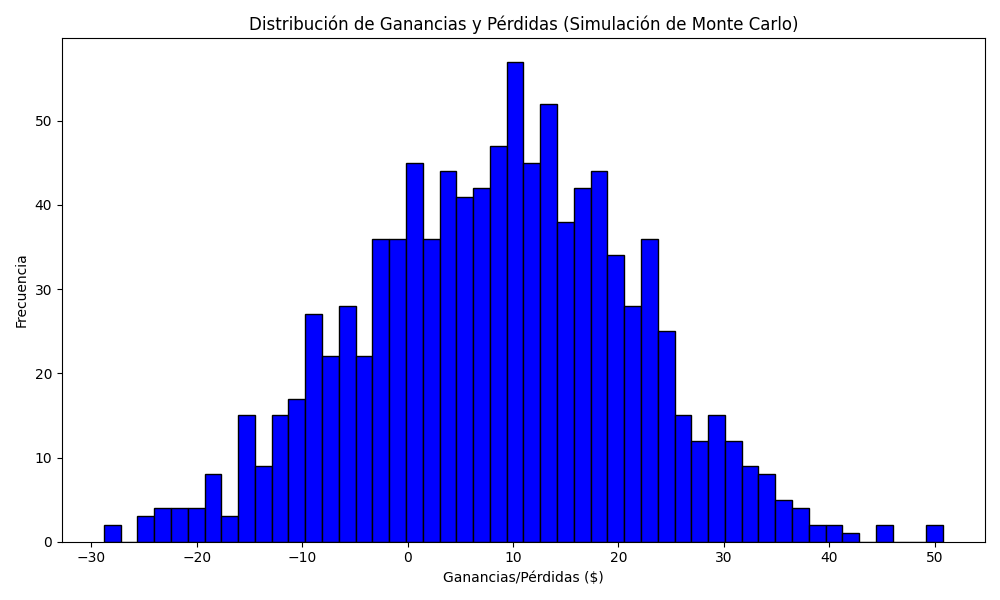 Distribución de Ganancias y Pérdidas (Simulación de Monte Carlo)
Frecuencia
50
40
30
20
10
0
−30 −20 −10 0 10 20 30 40 50
Ganancias/Pérdidas ($)